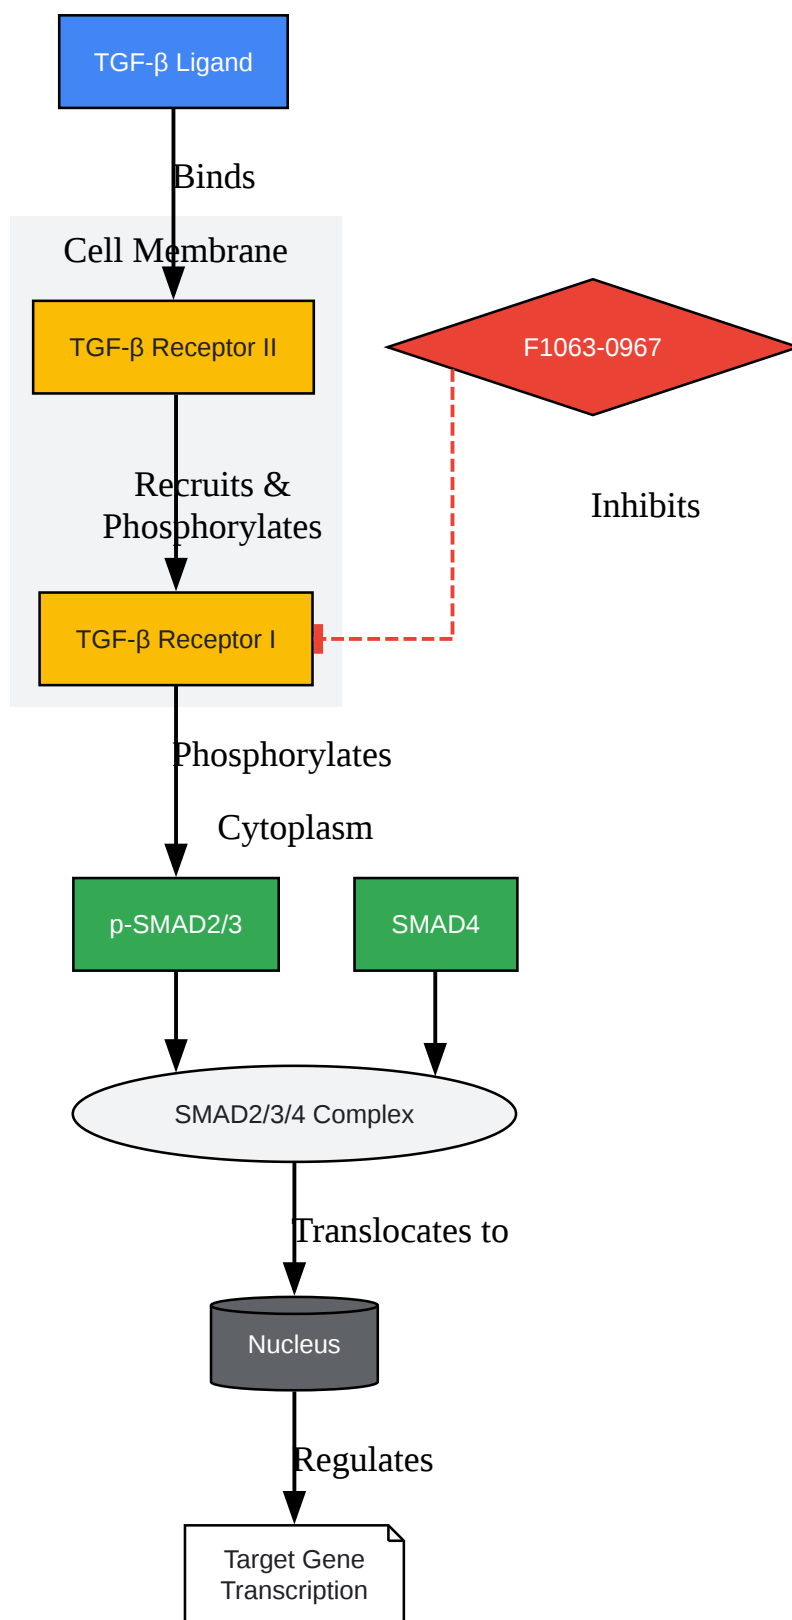 TGF-β Ligand
Binds
Cell Membrane
TGF-β Receptor II
F1063-0967
Recruits &
Phosphorylates
Inhibits
TGF-β Receptor I
Phosphorylates
Cytoplasm
p-SMAD2/3
SMAD4
SMAD2/3/4 Complex
Translocates to
Nucleus
Regulates
Target Gene
Transcription